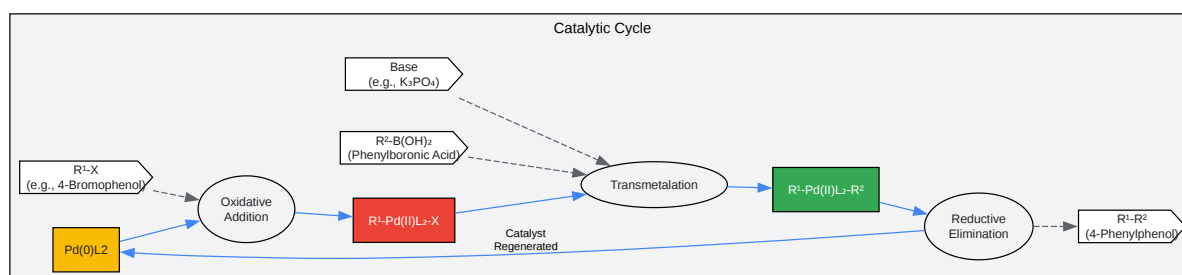 Catalytic Cycle
Base
(e.g., K₃PO₄)
R²-B(OH)₂
(Phenylboronic Acid)
R¹-X
(e.g., 4-Bromophenol)
Oxidative
Addition
Pd(0)L2
R¹-Pd(II)L₂-X
Transmetalation
R¹-Pd(II)L₂-R²
Reductive
Elimination
R¹-R²
(4-Phenylphenol)
Catalyst
Regenerated